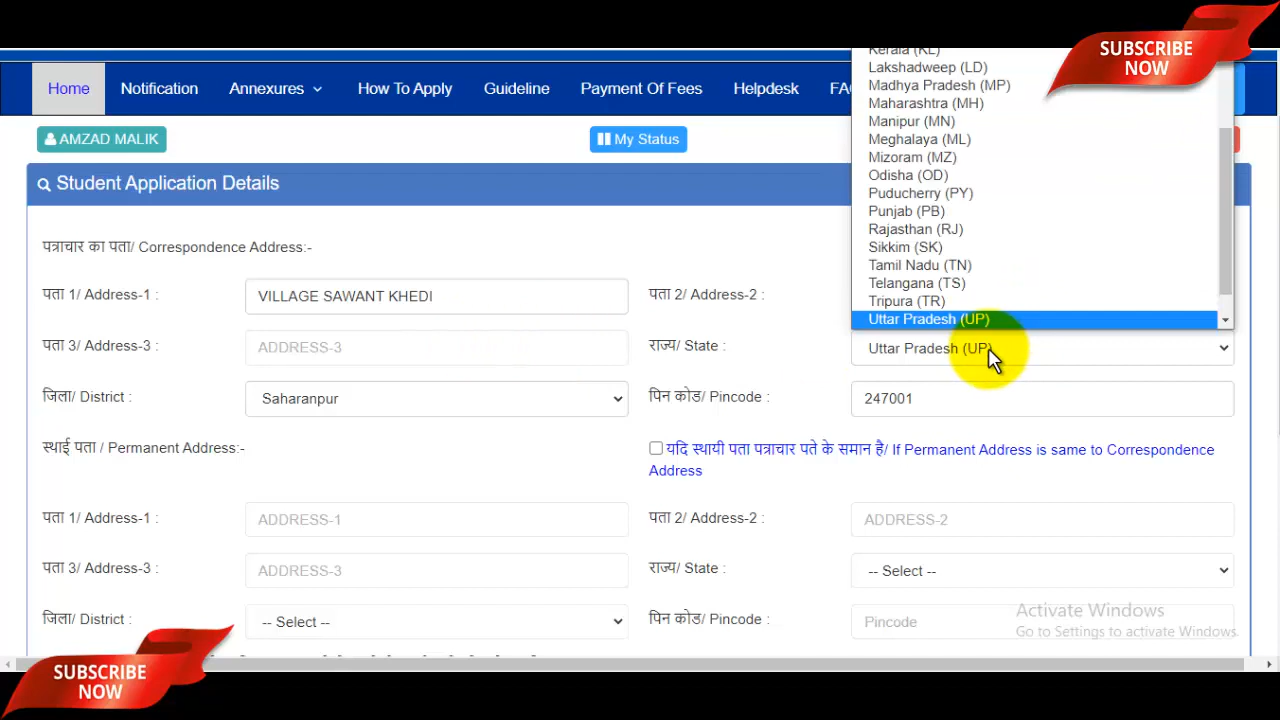 SUBSCRIBE
NOW
Home Notification Annexures How To Apply Guideline Payment Of Fees Helpdesk
AMZAD MALIK
My Status
Student Application Details
Kerala (KL)
Lakshadweep (LD)
Madhya Pradesh (MP)
Maharashtra (MH)
Manipur (MN)
Meghalaya (ML)
Mizoram (MZ)
Odisha (OD)
Puducherry (PY)
Punjab (PB)
Rajasthan (RJ)
Sikkim (SK)
Tamil Nadu (TN)
Telangana (TS)
Tripura (TR)
Uttar Pradesh (UP)
पत्राचार का पता/ Correspondence Address:-
पता 1/ Address-1 : VILLAGE SAWANT KHEDI पता 2/ Address-2 :
पता 3/ Address-3 : ADDRESS-3 राज्य/ State : Uttar Pradesh (UP)
जिला/ District : Saharanpur पिन कोड/ Pincode : 247001
स्थाई पता / Permanent Address:-
यदि स्थायी पता पत्राचार पते के समान है/ If Permanent Address is same to Correspondence
Address
पता 1/ Address-1 : ADDRESS-1 पता 2/ Address-2 : ADDRESS-2
पता 3/ Address-3 : ADDRESS-3 राज्य/ State : -- Select --
जिला/ District : -- Select -- पिन कोड/ Pincode : Pincode
Activate Windows
Go to Settings to activate Windows.
SUBSCRIBE
NOW